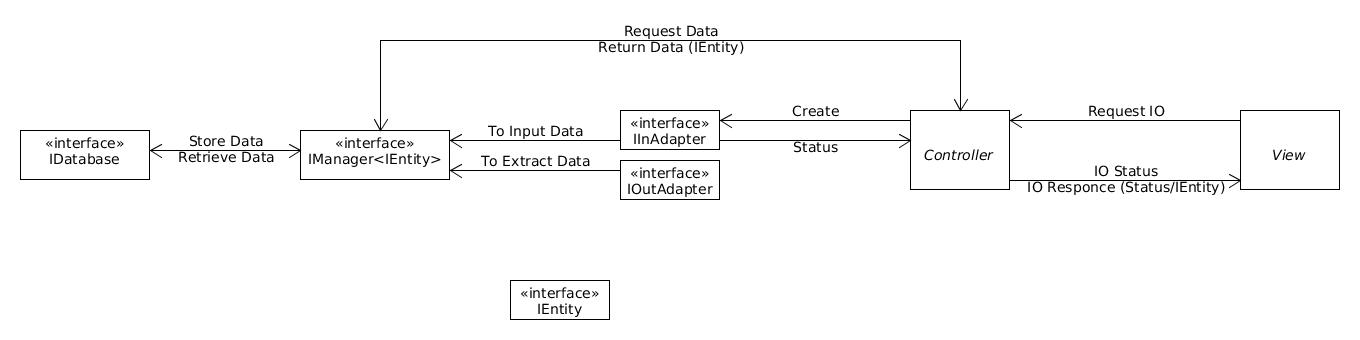 Request Data
Return Data (IEntity)
«interface»
IDatabase
Store Data
Retrieve Data
«interface»
IManager<IEntity>
To Input Data
To Extract Data
«interface»
IInAdapter
«interface»
IOutAdapter
Create
Status
Controller
Request IO
IO Status
IO Responce (Status/IEntity)
View
«interface»
IEntity